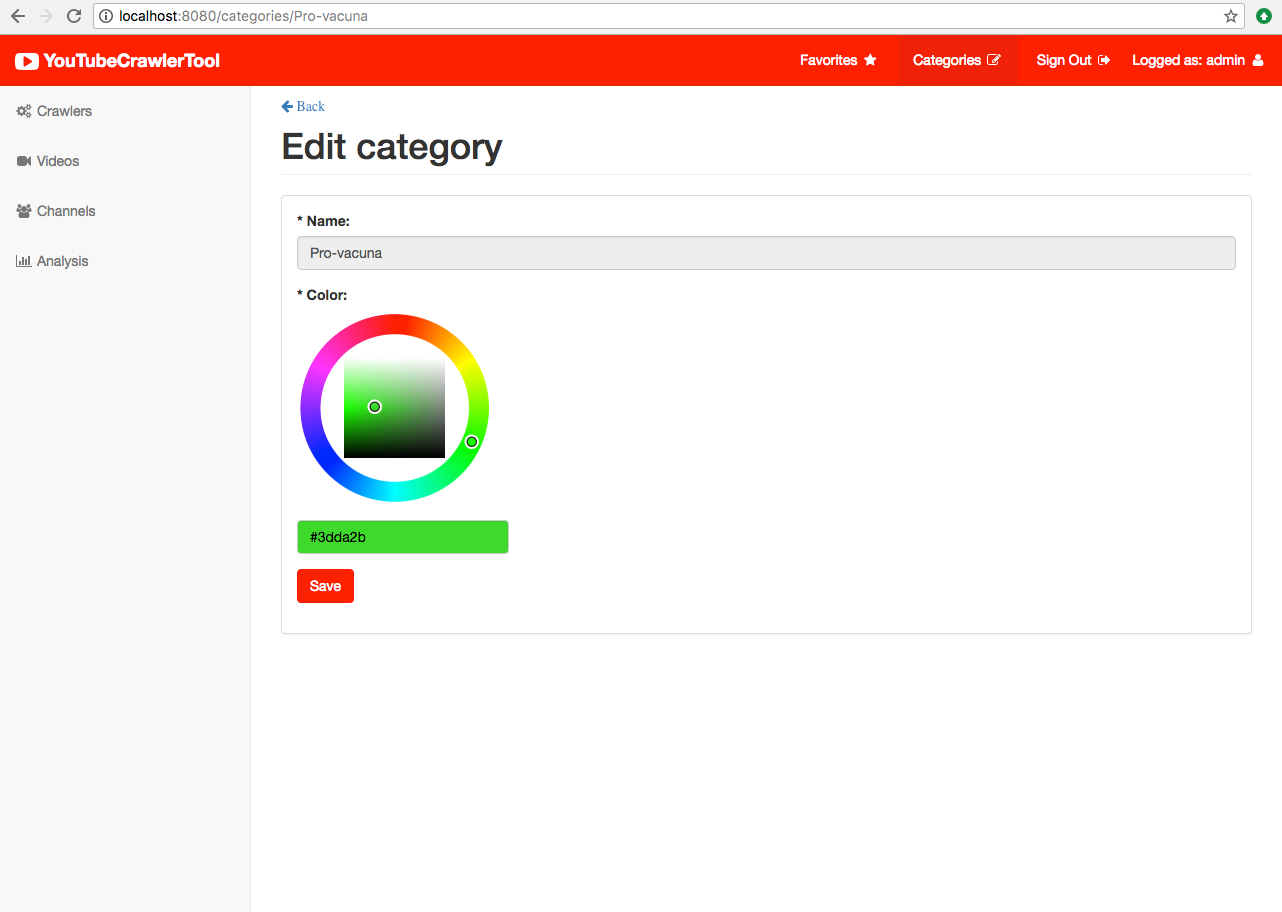 localhost:8080/categories/Pro-vacuna
YouTubeCrawlerTool
Favorites
Categories
Sign Out
Logged as: admin
Crawlers
Videos
Channels
Analysis
Back
Edit category
* Name:
Pro-vacuna
* Color:
#3dda2b
Save